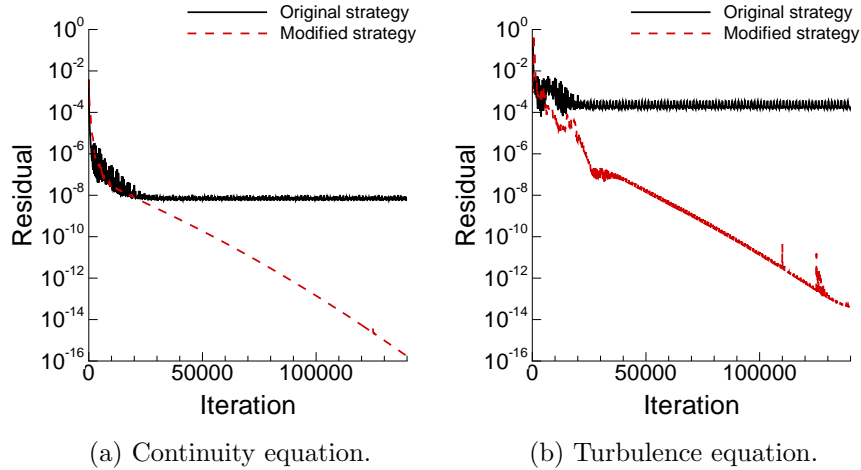 Original strategy
Modified strategy
10^0
10^-2
10^-4
10^-6
10^-8
10^-10
10^-12
10^-14
10^-16
Residual
0 50000 100000
Iteration
(a) Continuity equation.
Original strategy
Modified strategy
10^0
10^-2
10^-4
10^-6
10^-8
10^-10
10^-12
10^-14
10^-16
Residual
0 50000 100000
Iteration
(b) Turbulence equation.